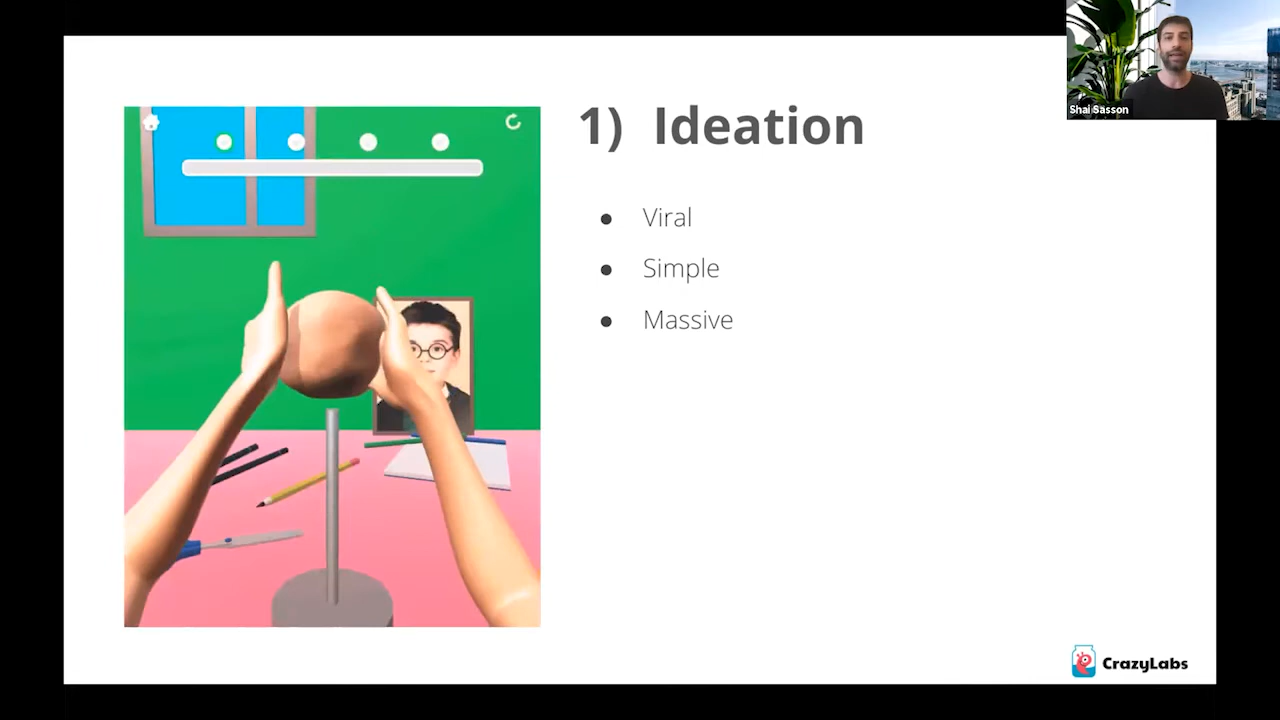 Shai Sasson
1) Ideation
● Viral
● Simple
● Massive
CrazyLabs